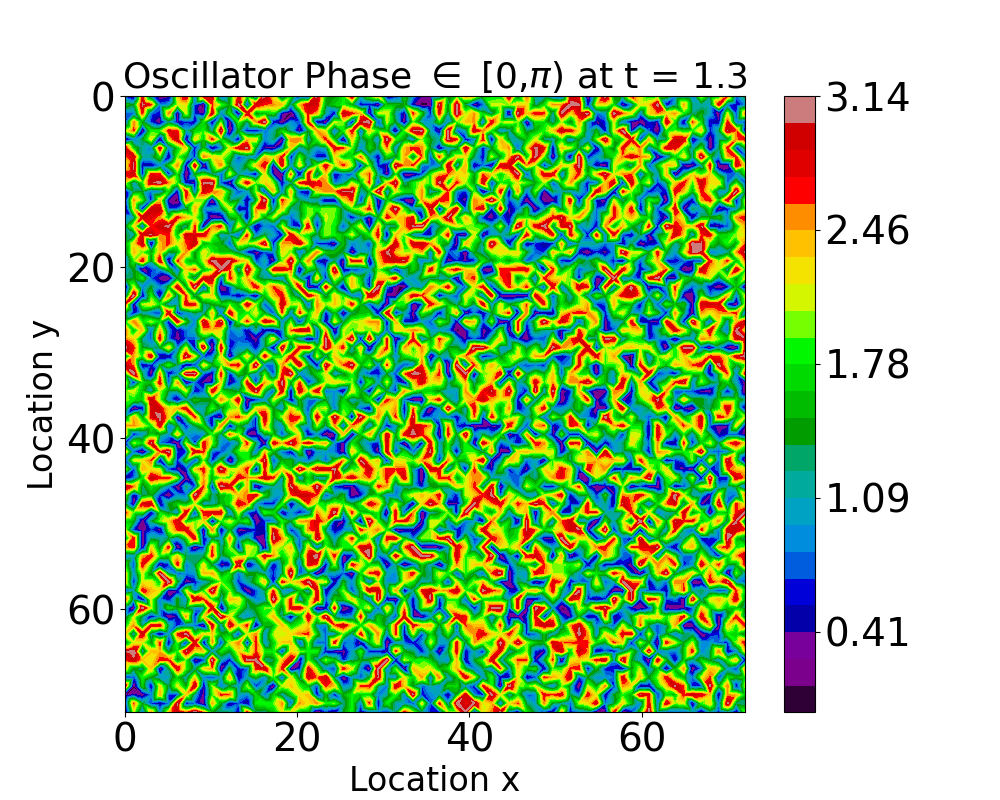 Oscillator Phase ∈ [0,π) at t = 1.3
0
20
40
60
Location y
0 20 40 60
Location x
3.14
2.46
1.78
1.09
0.41